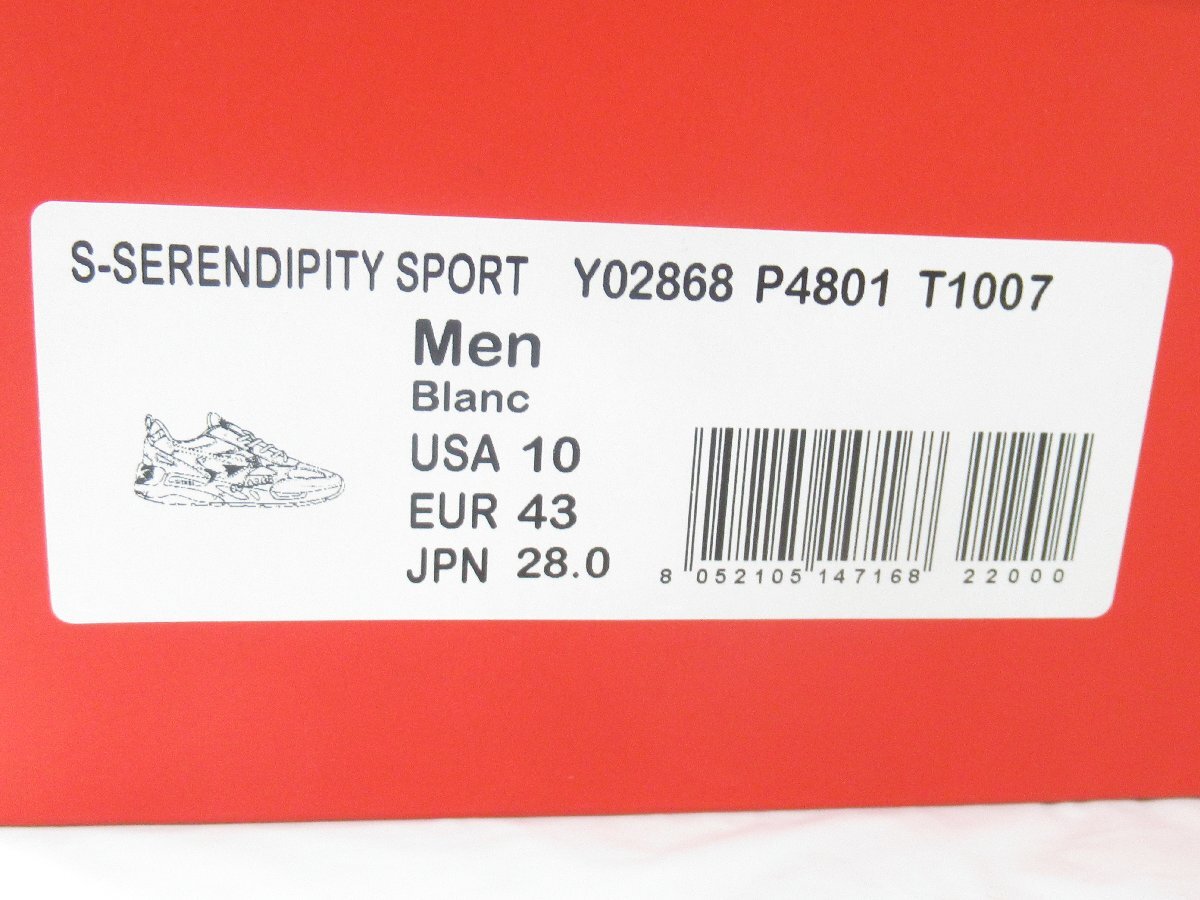 S-SERENDIPITY SPORT Y02868 P4801 T1007
Men
Blanc
USA 10
EUR 43
JPN 28.0
8 052105 147168 22000